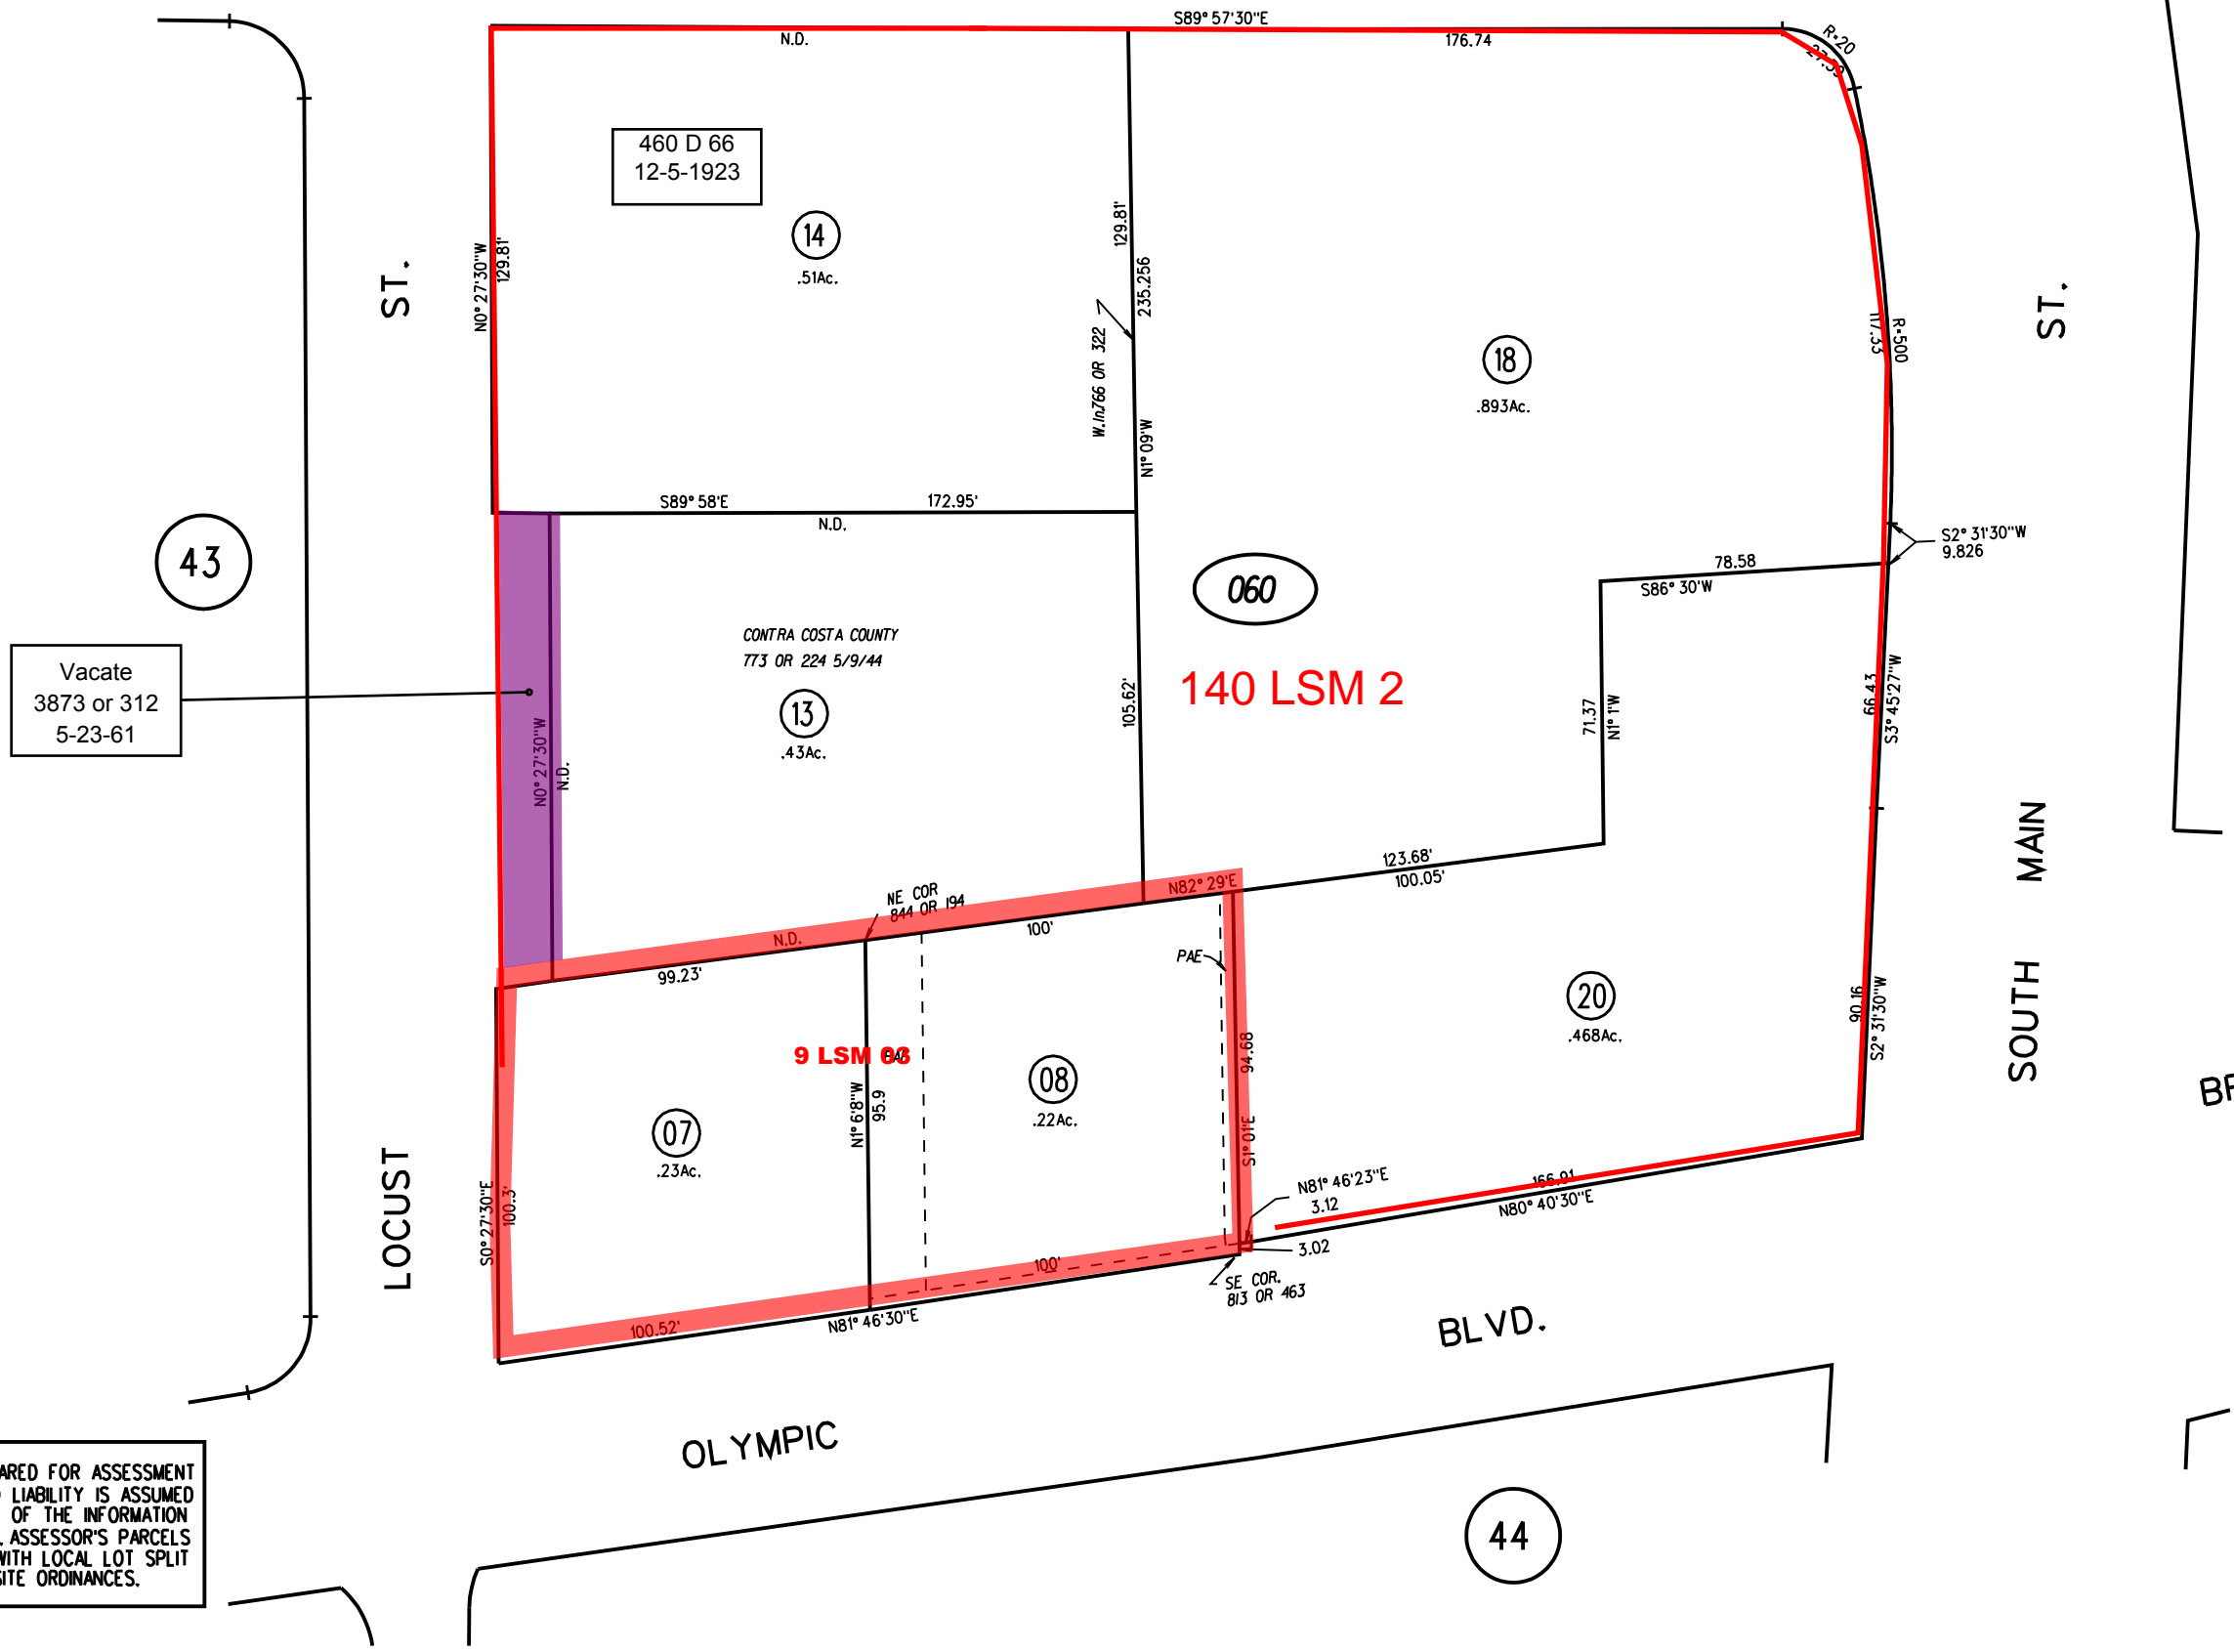 S89° 57'30"E
N.D.
176.74
R=20
27.39
460 D 66
12-5-1923
14
.51Ac.
N0° 27'30"W
129.81'
ST.
129.81'
235.256
W.ln.766 OR 322
N1° 09'W
18
.893Ac.
117.33
R=500
ST.
S89° 58'E
172.95'
N.D.
43
S2° 31'30"W
9.826
78.58
S86° 30'W
060
Vacate
3873 or 312
5-23-61
CONTRA COSTA COUNTY
773 OR 224 5/9/44
13
.43Ac.
N0° 27'30"W
N.D.
105.62'
140 LSM 2
71.37
N1° 1'W
66.43
S3° 45'27"W
SOUTH MAIN
NE COR
844 OR 194
N82° 29'E
123.68'
100.05'
N.D.
99.23'
100'
PAE
20
.468Ac.
90.16
S2° 31'30"W
9 LSM 03
PAE
N1° 6'8"W
95.9
08
.22Ac.
94.68
S1° 01'E
07
.23Ac.
LOCUST
S0° 27'30"E
100.3'
N81° 46'23"E
3.12
166.91
N80° 40'30"E
3.02
100'
SE COR.
813 OR 463
100.52'
N81° 46'30"E
BLVD.
OLYMPIC
44
ARED FOR ASSESSMENT
LIABILITY IS ASSUMED
OF THE INFORMATION
. ASSESSOR'S PARCELS
WITH LOCAL LOT SPLIT
SITE ORDINANCES.